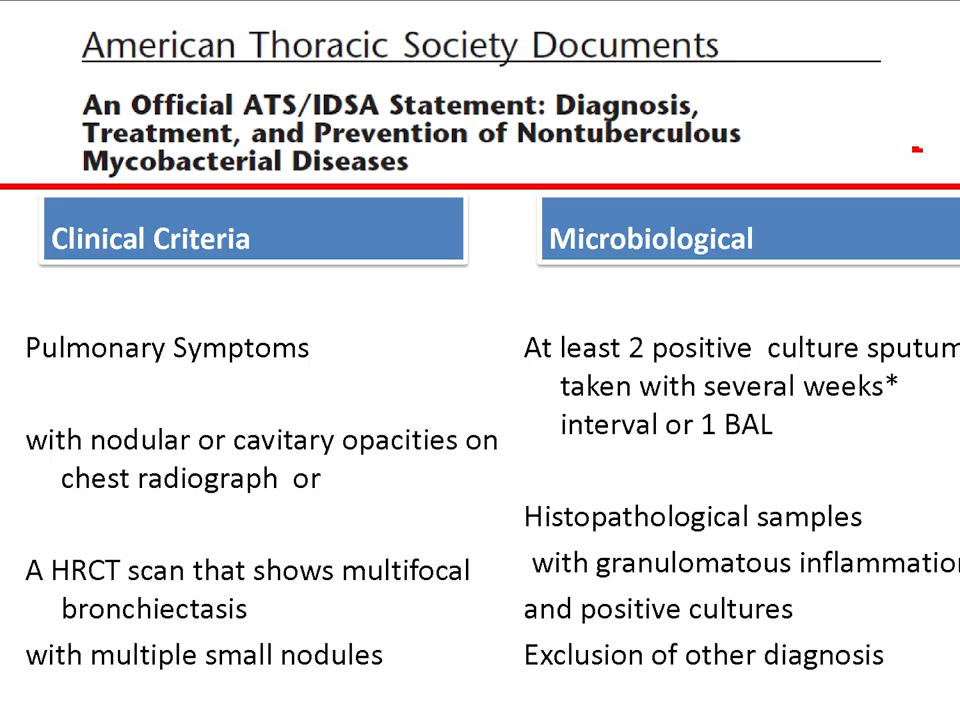 American Thoracic Society Documents
An Official ATS/IDSA Statement: Diagnosis,
Treatment, and Prevention of Nontuberculous
Mycobacterial Diseases
Clinical Criteria
Pulmonary Symptoms
with nodular or cavitary opacities on
chest radiograph or
A HRCT scan that shows multifocal
bronchiectasis
with multiple small nodules
Microbiological
At least 2 positive culture sputum
taken with several weeks*
interval or 1 BAL
Histopathological samples
with granulomatous inflammation
and positive cultures
Exclusion of other diagnosis